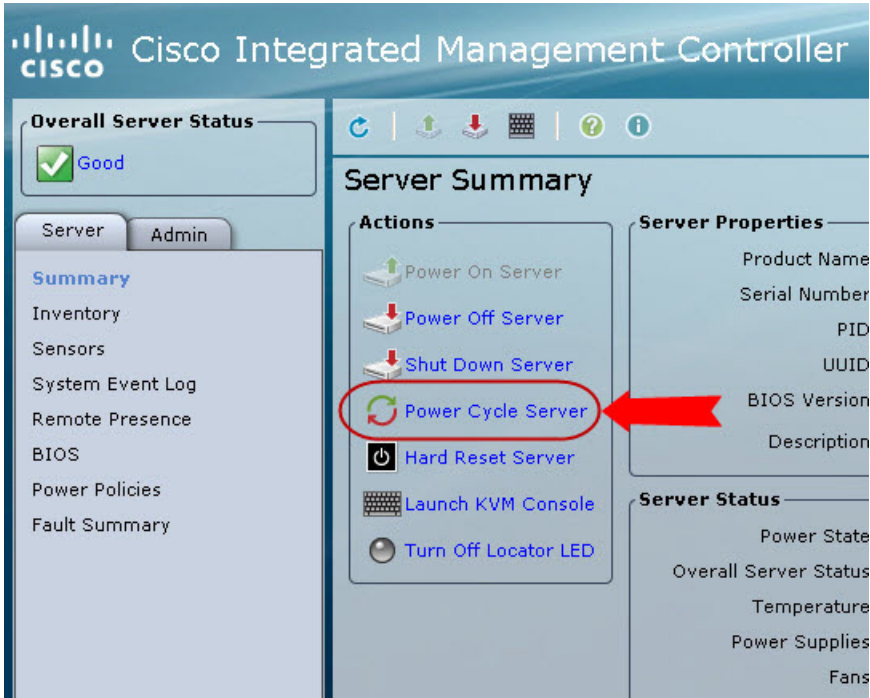 CISCO
Cisco Integrated Management Controller
Overall Server Status
Good
Server
Admin
Summary
Inventory
Sensors
System Event Log
Remote Presence
BIOS
Power Policies
Fault Summary
Server Summary
Actions
Power On Server
Power Off Server
Shut Down Server
Power Cycle Server
Hard Reset Server
Launch KVM Console
Turn Off Locator LED
Server Properties
Product Name
Serial Number
PID
UUID
BIOS Version
Description
Server Status
Power State
Overall Server Status
Temperature
Power Supplies
Fans